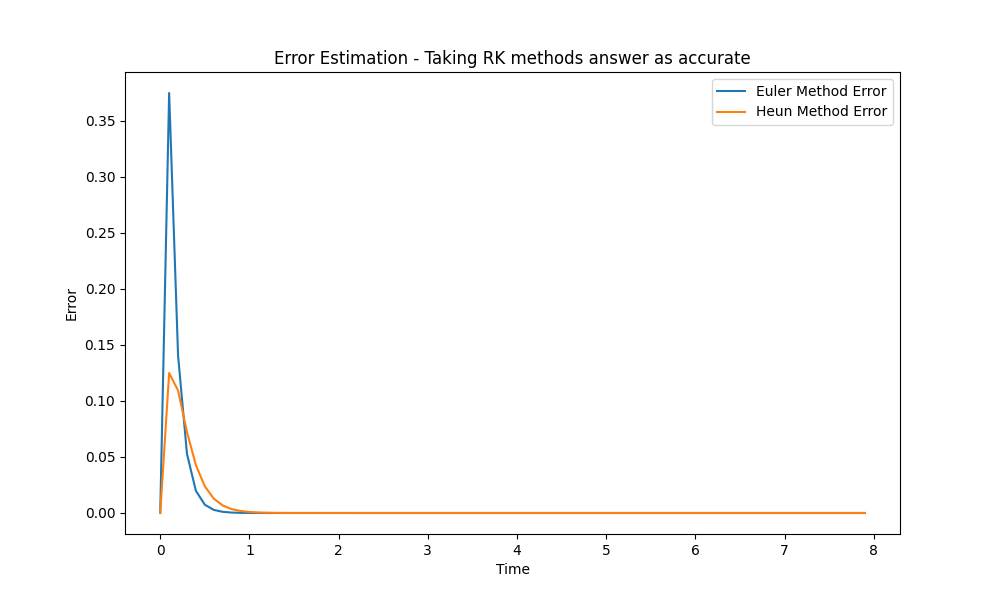 Error Estimation - Taking RK methods answer as accurate
Euler Method Error
Heun Method Error
Error
0.35
0.30
0.25
0.20
0.15
0.10
0.05
0.00
0 1 2 3 4 5 6 7 8
Time